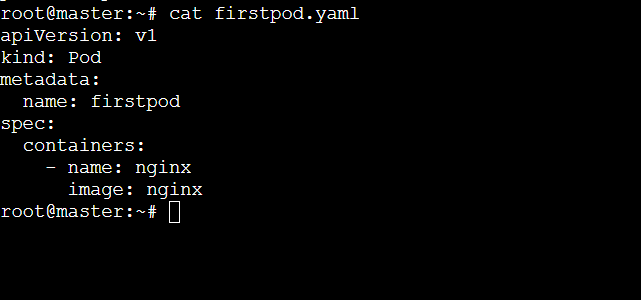 root@master:~# cat firstpod.yaml
apiVersion: v1
kind: Pod
metadata:
  name: firstpod
spec:
  containers:
    - name: nginx
      image: nginx
root@master:~#